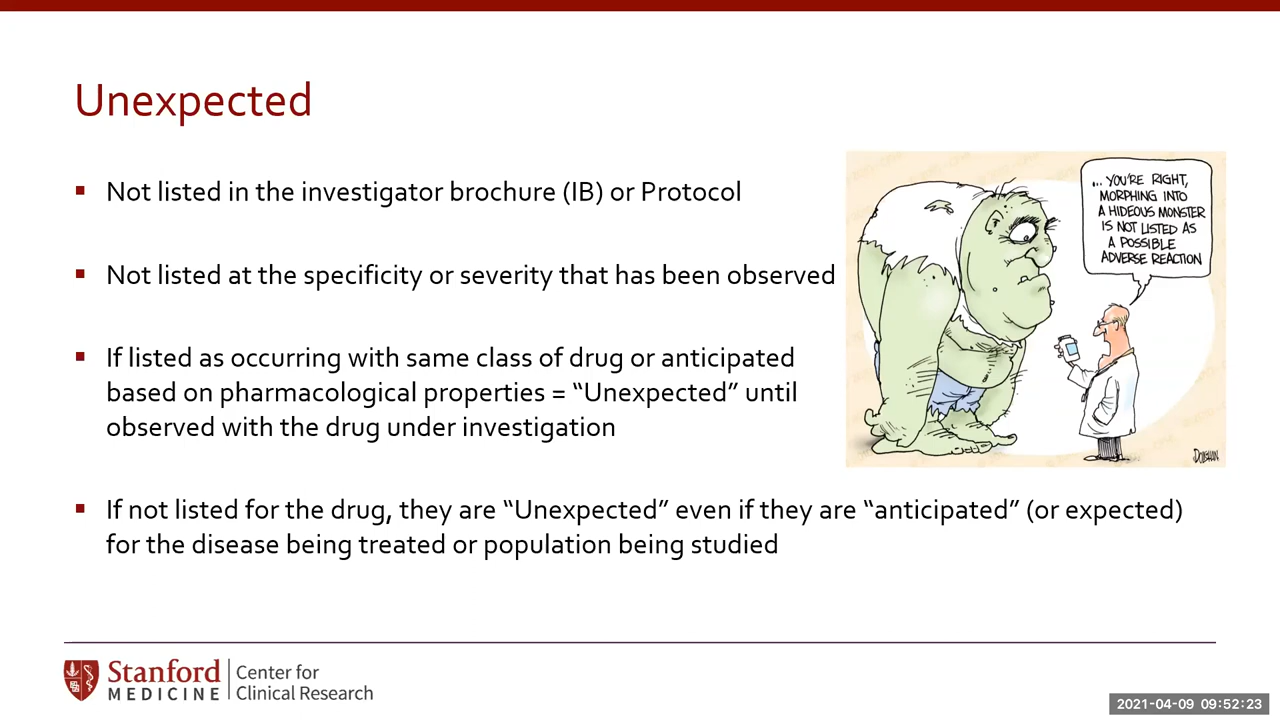 Unexpected
▪ Not listed in the investigator brochure (IB) or Protocol
▪ Not listed at the specificity or severity that has been observed
▪ If listed as occurring with same class of drug or anticipated
based on pharmacological properties = “Unexpected” until
observed with the drug under investigation
▪ If not listed for the drug, they are “Unexpected” even if they are “anticipated” (or expected)
for the disease being treated or population being studied
... YOU'RE RIGHT,
MORPHING INTO
A HIDEOUS MONSTER
IS NOT LISTED AS
A POSSIBLE
ADVERSE REACTION
Stanford
MEDICINE
Center for
Clinical Research
2021-04-09 09:52:23